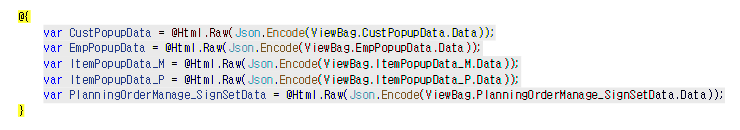 @{
var CustPopupData = @Html.Raw(Json.Encode(ViewBag.CustPopupData.Data));
var EmpPopupData = @Html.Raw(Json.Encode(ViewBag.EmpPopupData.Data));
var ItemPopupData_M = @Html.Raw(Json.Encode(ViewBag.ItemPopupData_M.Data));
var ItemPopupData_P = @Html.Raw(Json.Encode(ViewBag.ItemPopupData_P.Data));
var PlanningOrderManage_SignSetData = @Html.Raw(Json.Encode(ViewBag.PlanningOrderManage_SignSetData.Data));
}